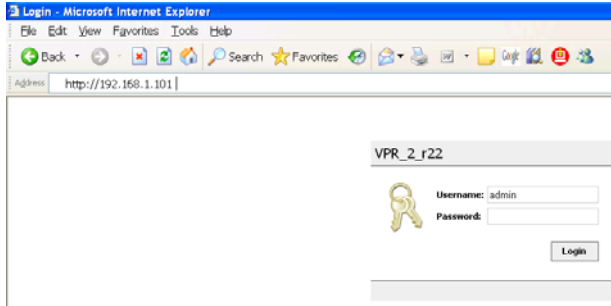 Login - Microsoft Internet Explorer
File Edit View Favorites Tools Help
Back Search Favorites
Address http://192.168.1.101
VPR_2_r22
Username: admin
Password:
Login